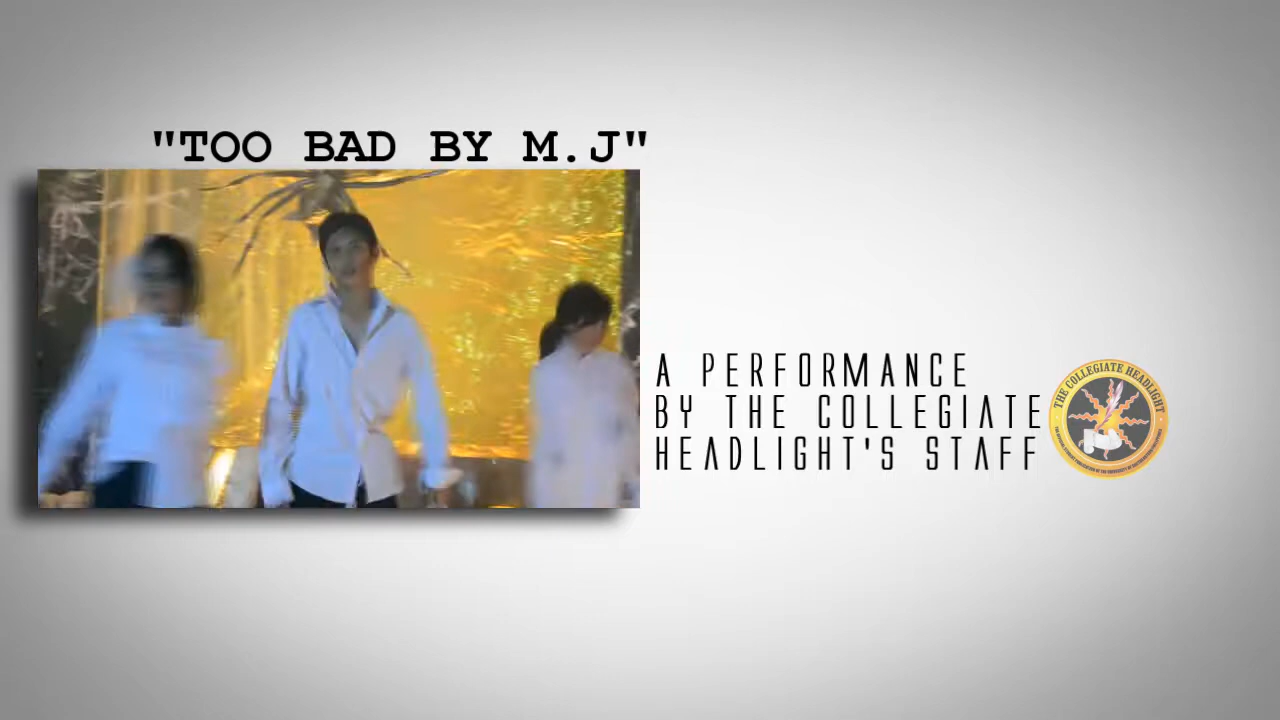 "TOO BAD BY M.J"
A PERFORMANCE
BY THE COLLEGIATE
HEADLIGHT'S STAFF
THE COLLEGIATE HEADLIGHT